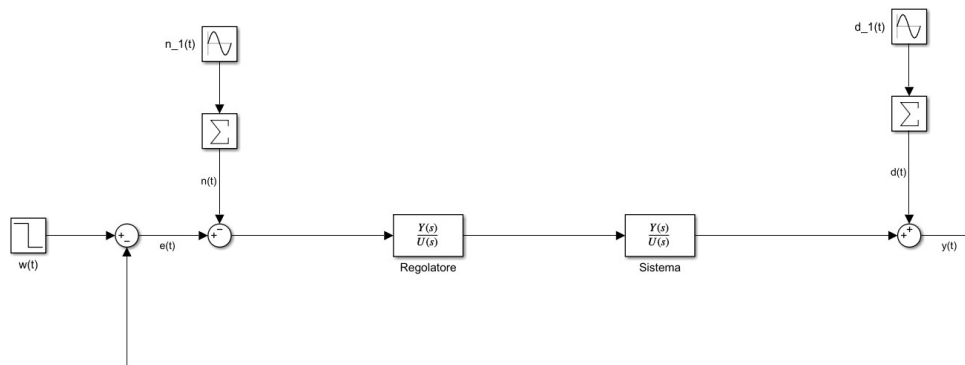 n_1(t)
d_1(t)
∑
∑
n(t)
d(t)
+
-
+
-
+
+
w(t)
e(t)
Y(s)
U(s)
Regolatore
Y(s)
U(s)
Sistema
y(t)